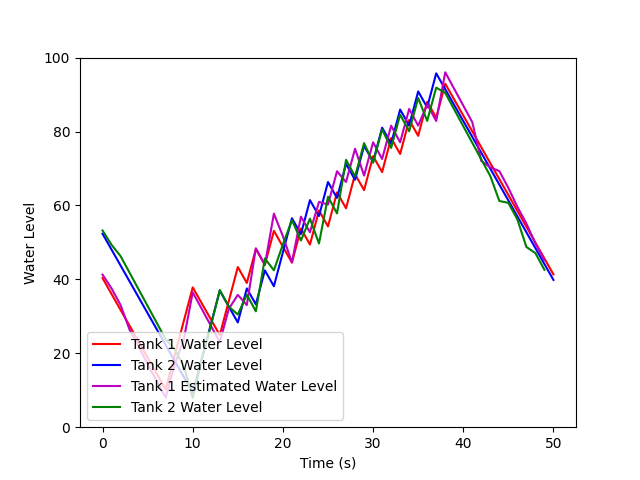 100
80
60
40
20
0
Water Level
Tank 1 Water Level
Tank 2 Water Level
Tank 1 Estimated Water Level
Tank 2 Water Level
0 10 20 30 40 50
Time (s)